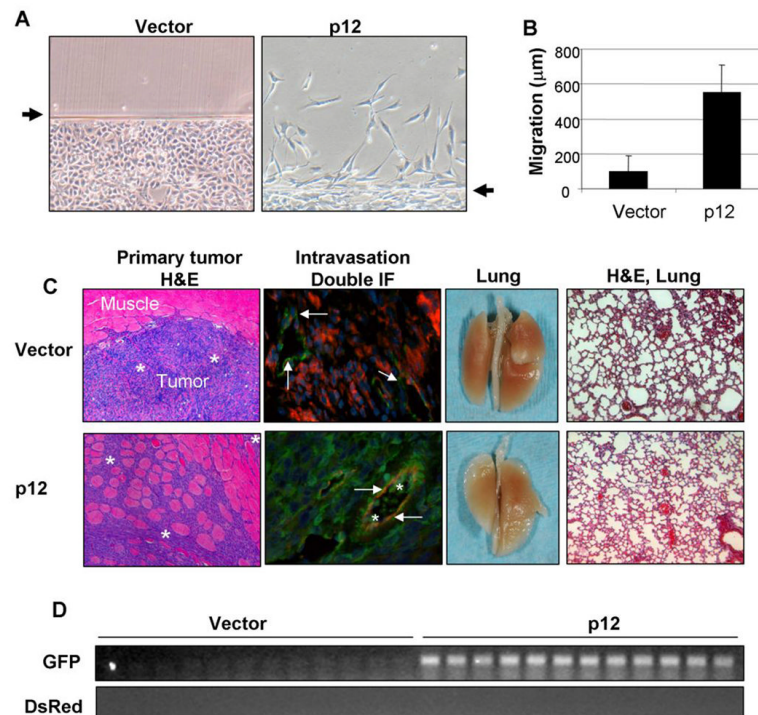 A
Vector
p12
B
Migration (μm)
800
600
400
200
0
Vector
p12
C
Primary tumor
H&E
Intravasation
Double IF
Lung
H&E, Lung
Vector
Muscle
*
*
Tumor
p12
*
*
*
*
*
D
Vector
p12
GFP
DsRed